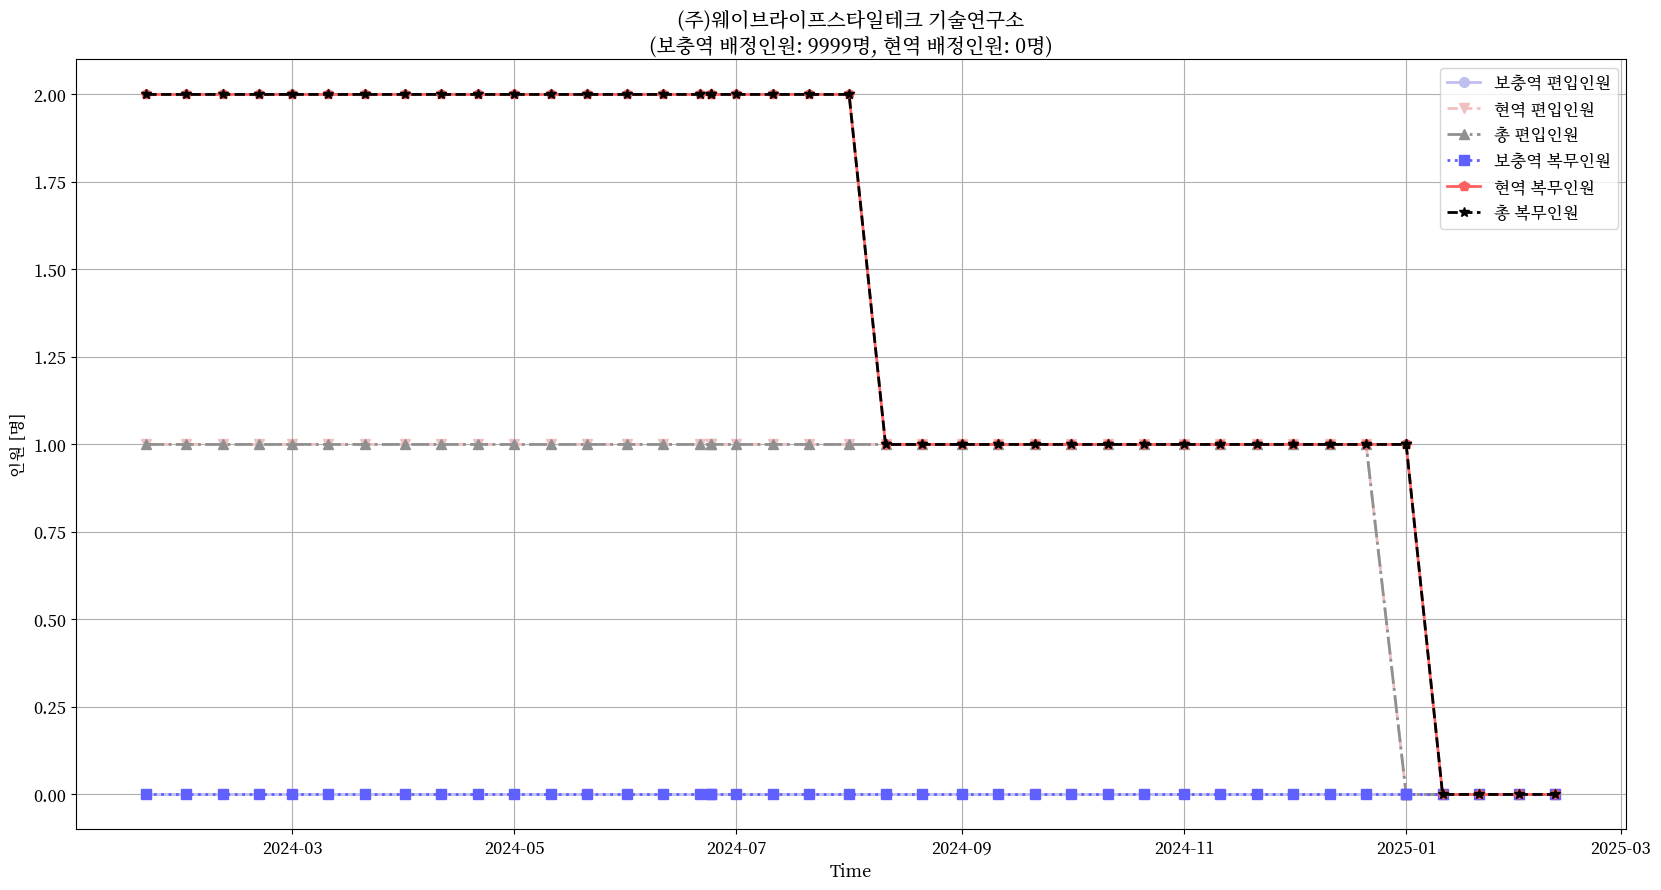 (주)웨이브라이프스타일테크 기술연구소
(보충역 배정인원: 9999명, 현역 배정인원: 0명)
보충역 편입인원
현역 편입인원
총 편입인원
보충역 복무인원
현역 복무인원
총 복무인원
인원 [명]
2.00
1.75
1.50
1.25
1.00
0.75
0.50
0.25
0.00
2024-03
2024-05
2024-07
2024-09
2024-11
2025-01
2025-03
Time